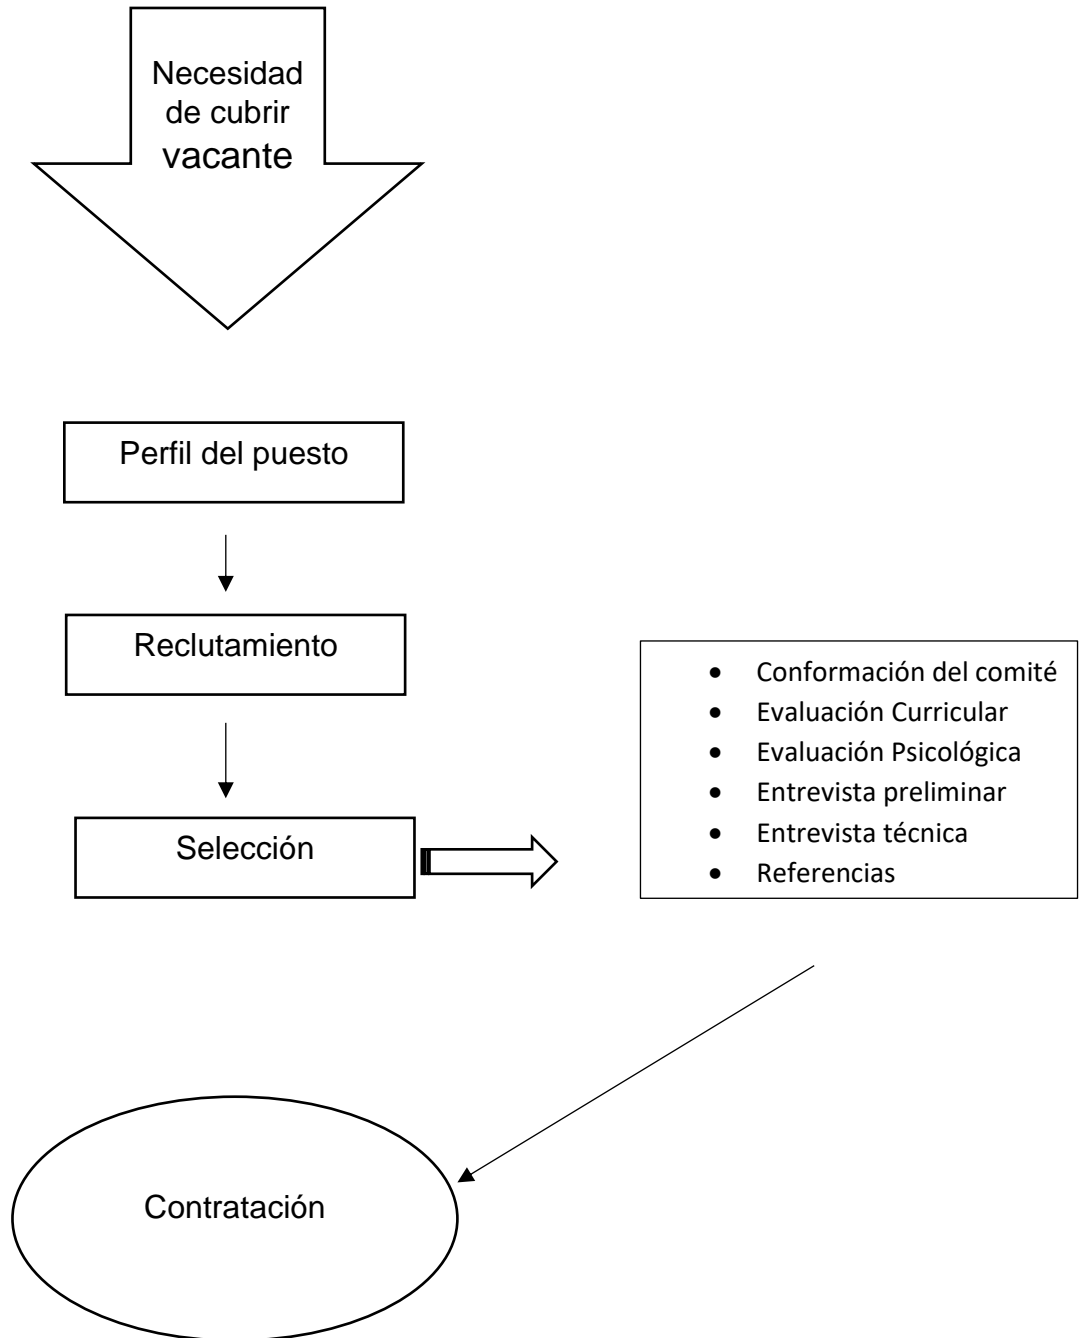 Necesidad
de cubrir
vacante
Perfil del puesto
Reclutamiento
Selección
• Conformación del comité
• Evaluación Curricular
• Evaluación Psicológica
• Entrevista preliminar
• Entrevista técnica
• Referencias
Contratación